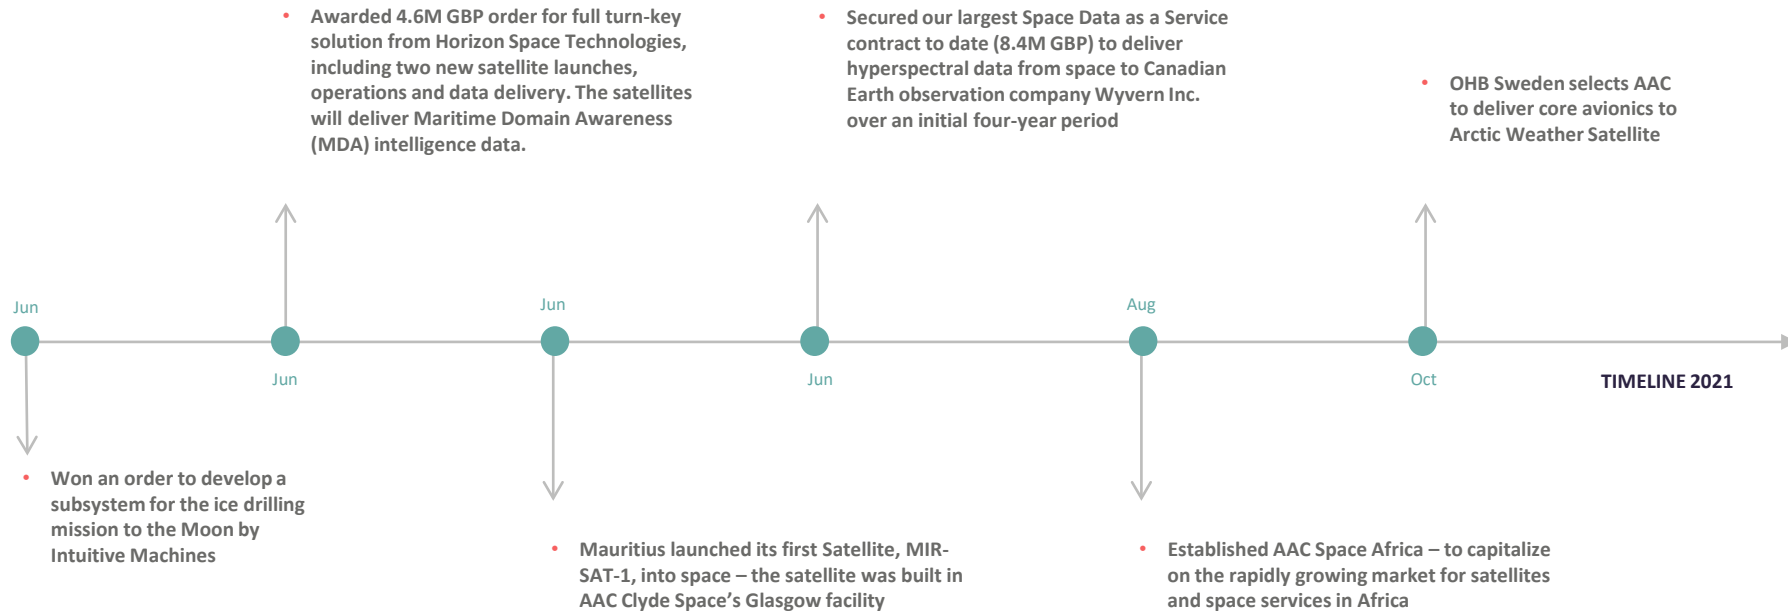 • Awarded 4.6M GBP order for full turn-key
solution from Horizon Space Technologies,
including two new satellite launches,
operations and data delivery. The satellites
will deliver Maritime Domain Awareness
(MDA) intelligence data.
• Secured our largest Space Data as a Service
contract to date (8.4M GBP) to deliver
hyperspectral data from space to Canadian
Earth observation company Wyvern Inc.
over an initial four-year period
• OHB Sweden selects AAC
to deliver core avionics to
Arctic Weather Satellite
Jun
Jun
Jun
Jun
Aug
Oct
TIMELINE 2021
• Won an order to develop a
subsystem for the ice drilling
mission to the Moon by
Intuitive Machines
• Mauritius launched its first Satellite, MIR-
SAT-1, into space – the satellite was built in
AAC Clyde Space’s Glasgow facility
• Established AAC Space Africa – to capitalize
on the rapidly growing market for satellites
and space services in Africa